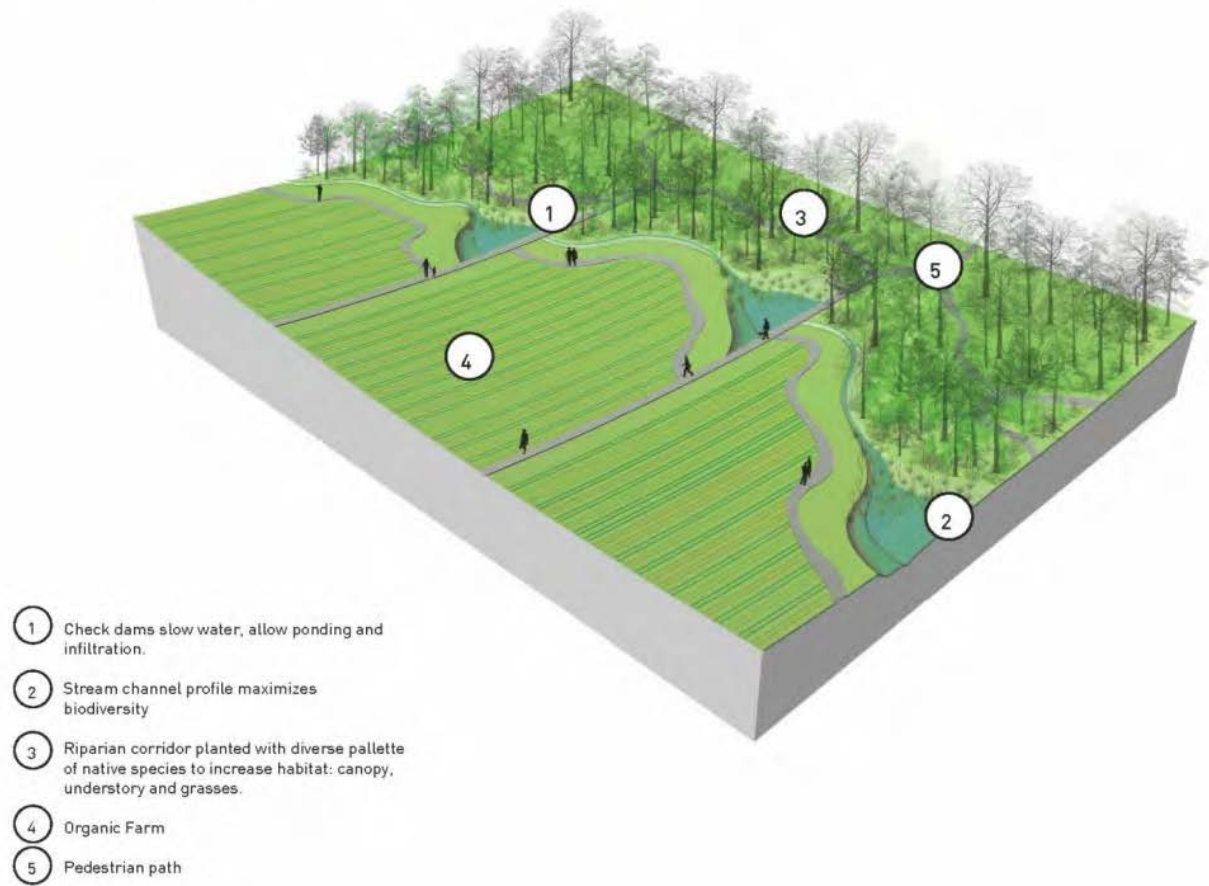 1
3
5
4
2
1 Check dams slow water, allow ponding and
infiltration.
2 Stream channel profile maximizes
biodiversity
3 Riparian corridor planted with diverse pallette
of native species to increase habitat: canopy,
understory and grasses.
4 Organic Farm
5 Pedestrian path